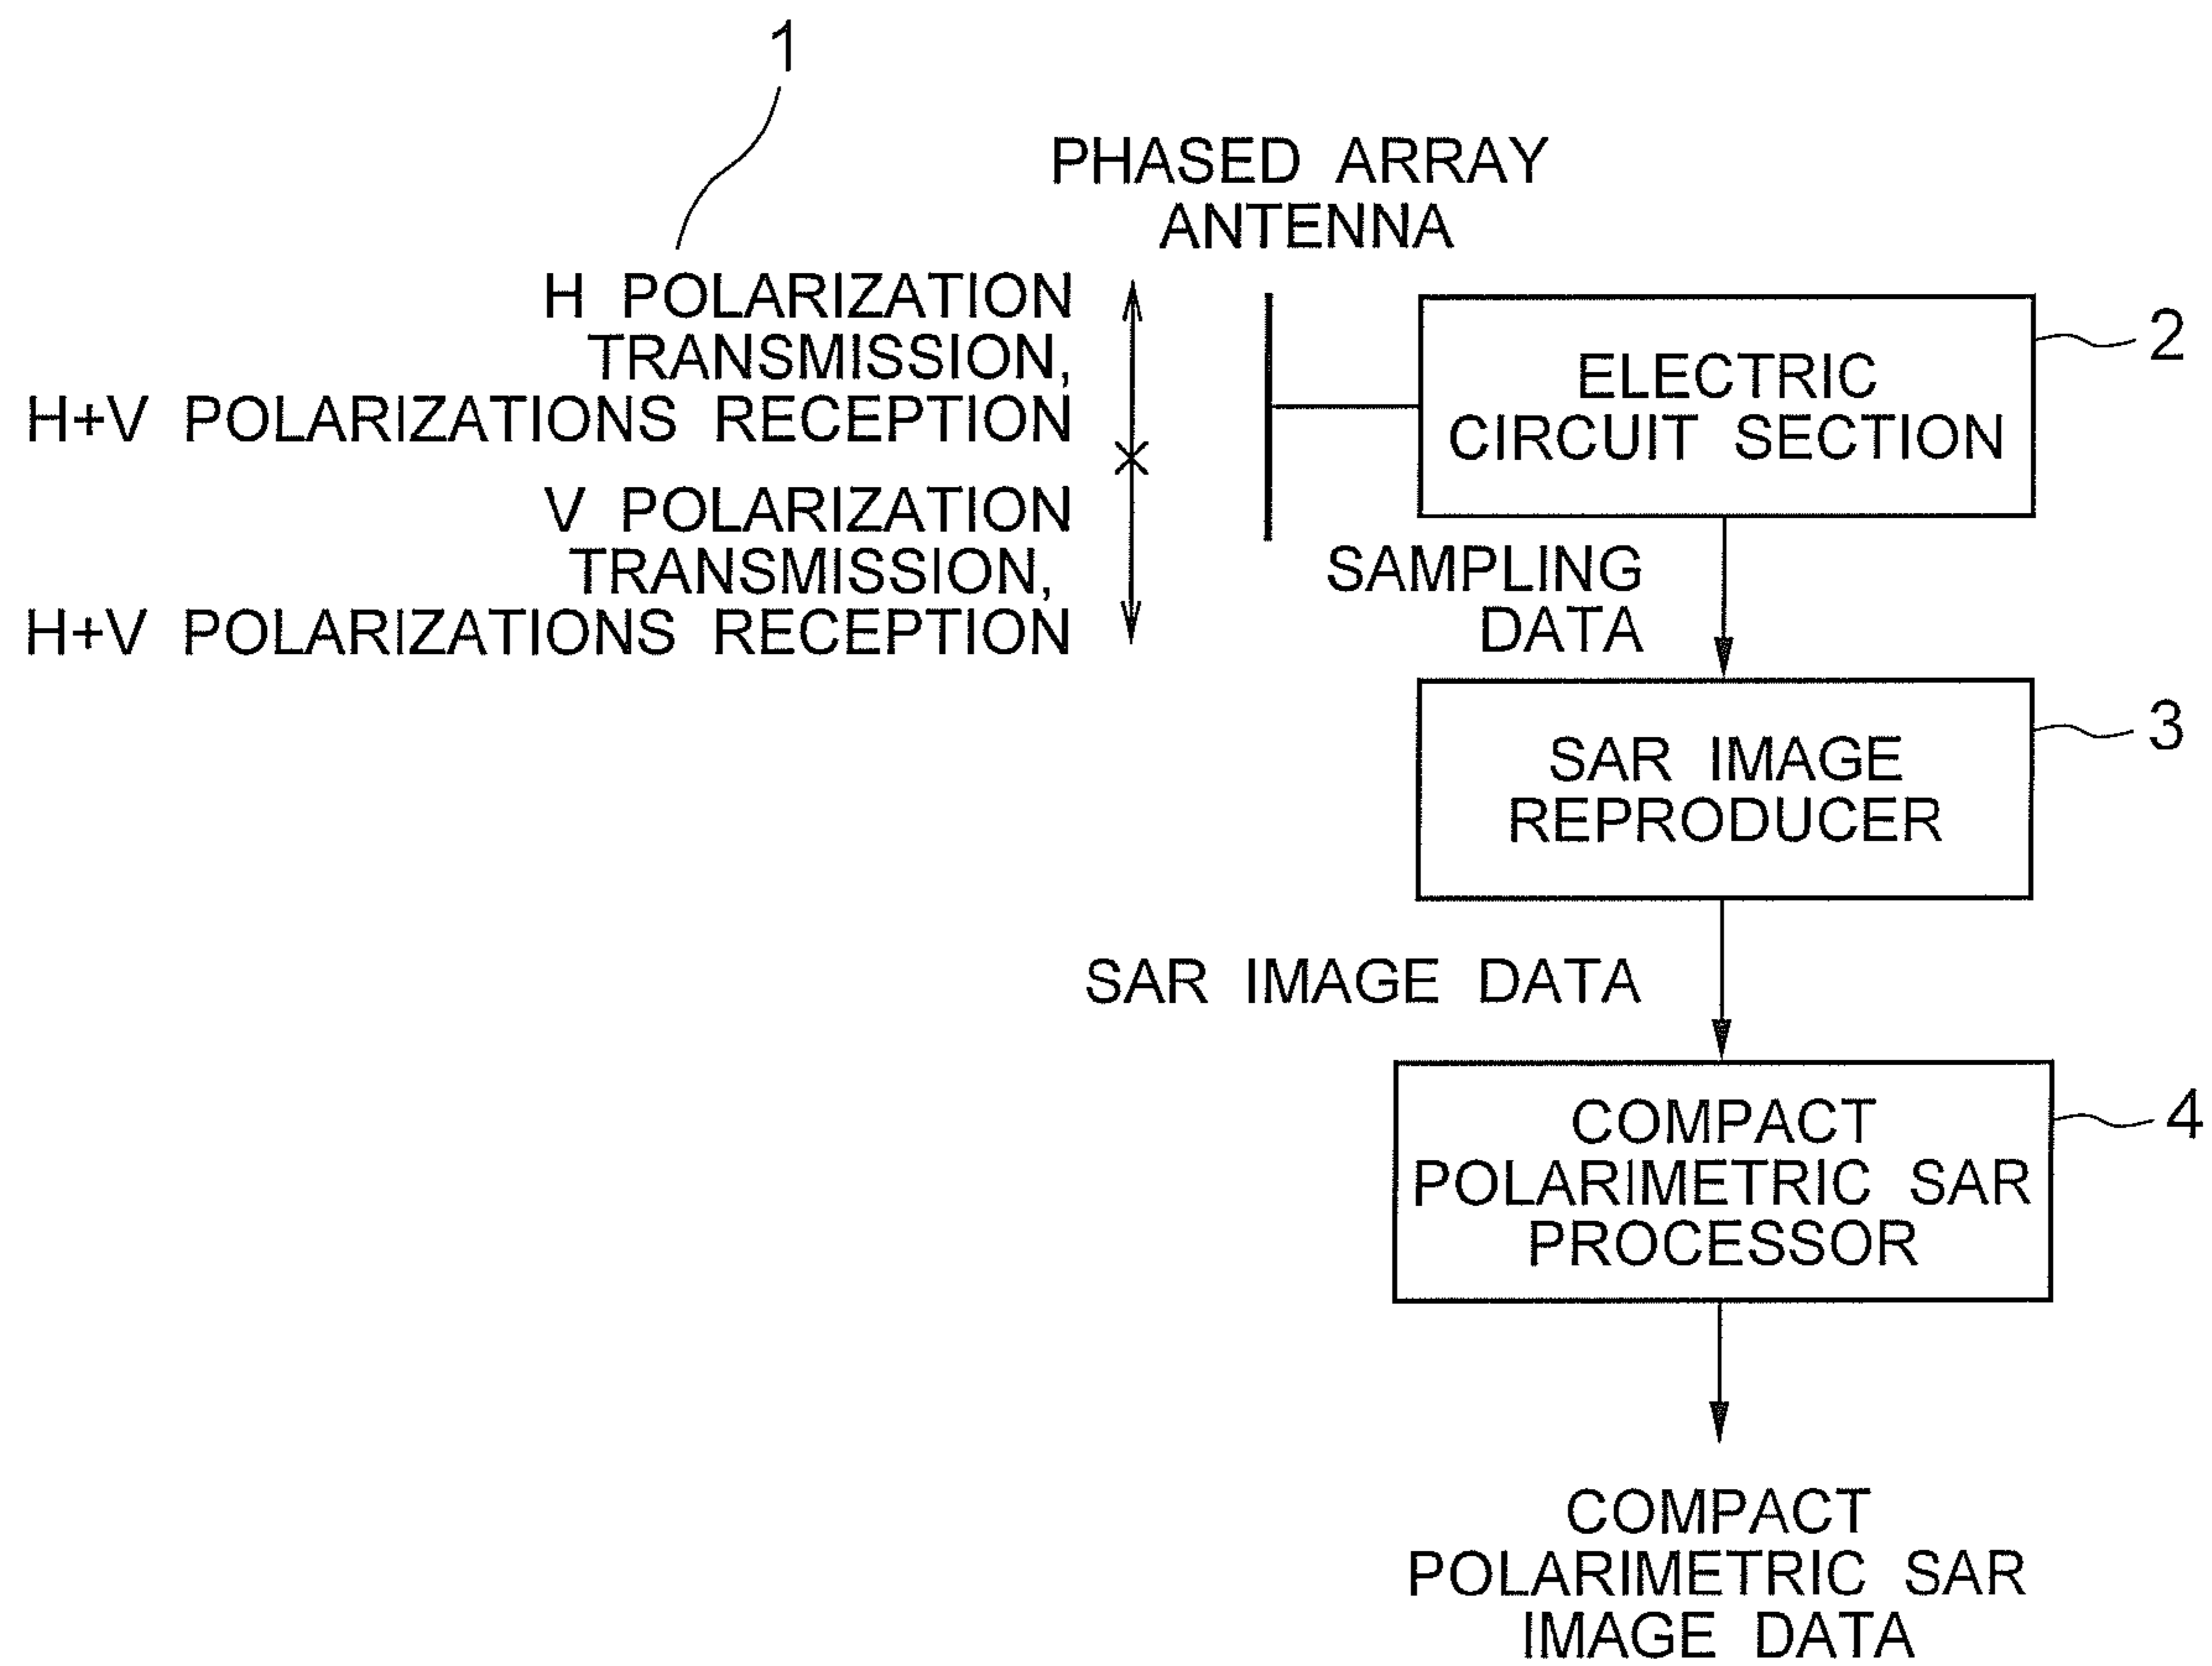 1
PHASED ARRAY
ANTENNA
H POLARIZATION
TRANSMISSION,
H+V POLARIZATIONS RECEPTION
V POLARIZATION
TRANSMISSION,
H+V POLARIZATIONS RECEPTION
ELECTRIC
CIRCUIT SECTION
2
SAMPLING
DATA
SAR IMAGE
REPRODUCER
3
SAR IMAGE DATA
COMPACT
POLARIMETRIC SAR
PROCESSOR
4
COMPACT
POLARIMETRIC SAR
IMAGE DATA